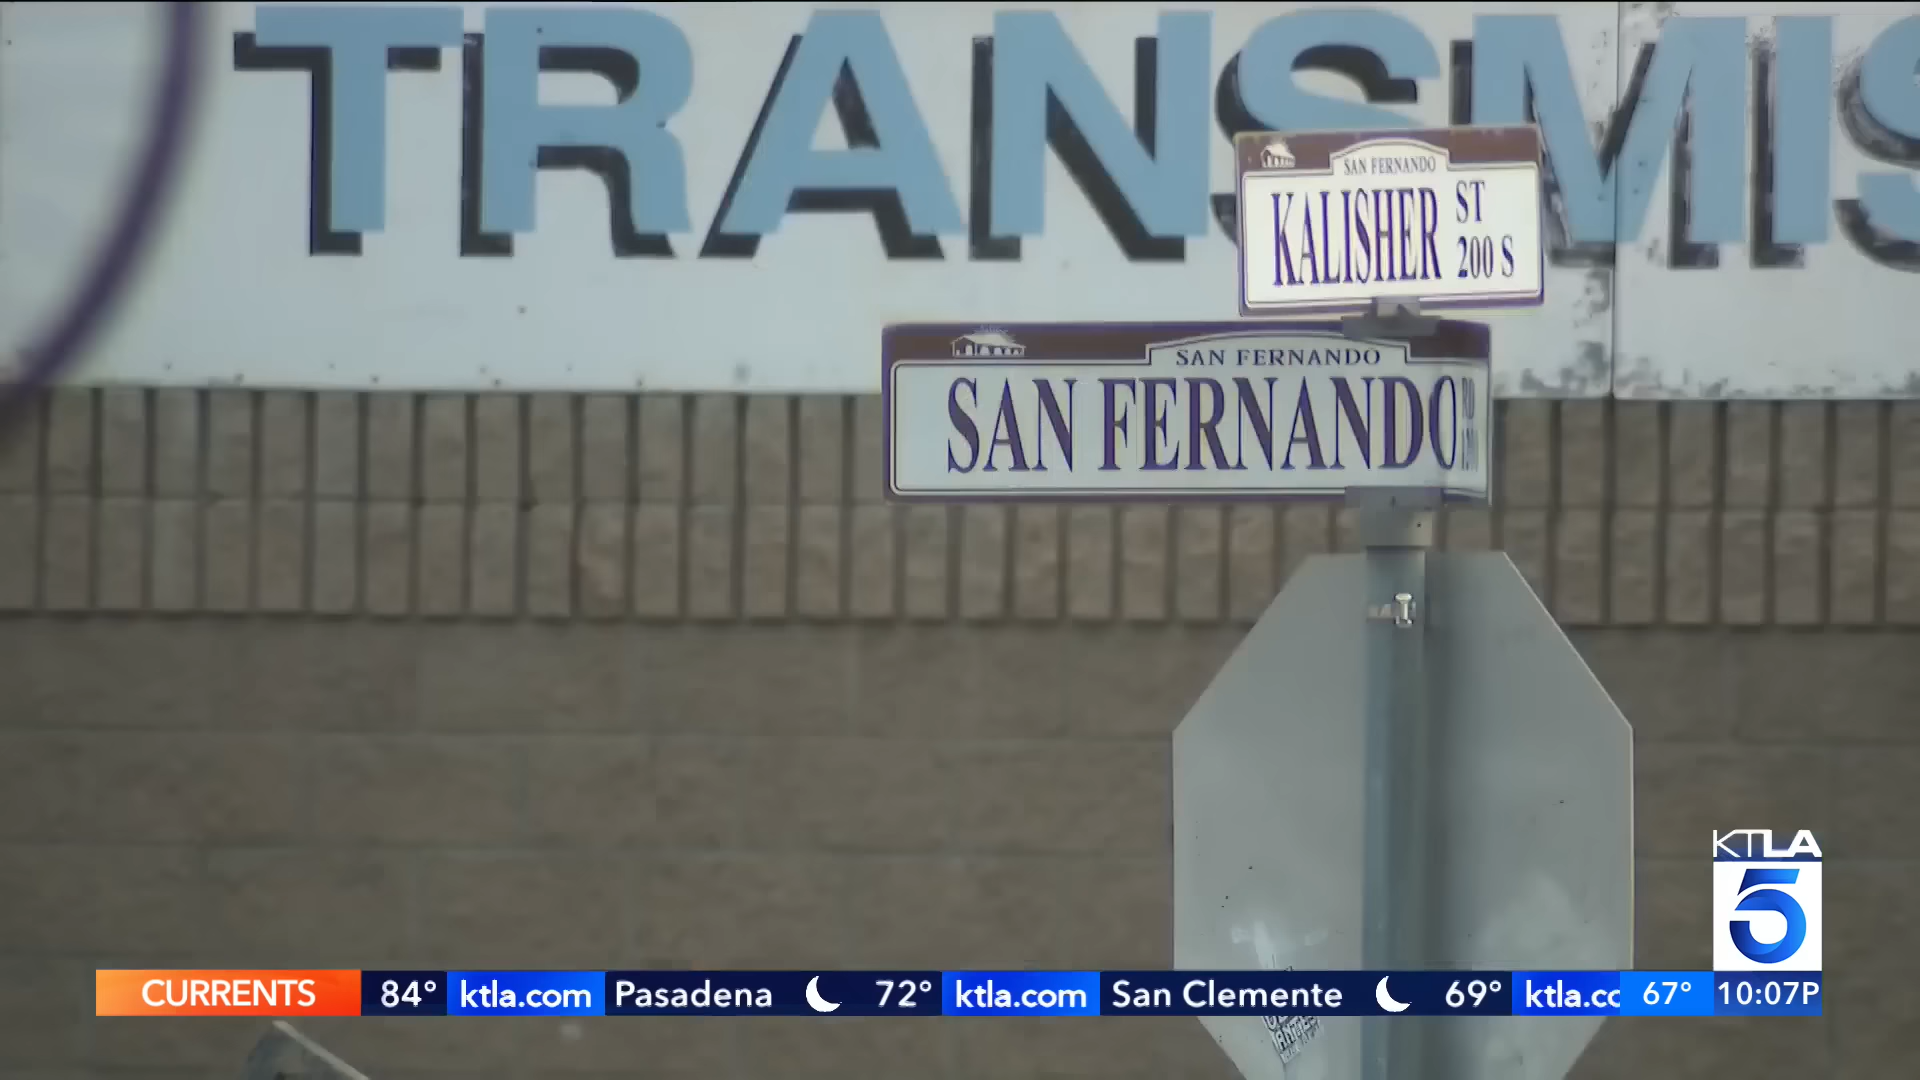 TRANSMIS
SAN FERNANDO
KALISHER ST
200 S
SAN FERNANDO
SAN FERNANDO RD
KTLA
5
CURRENTS 84° ktla.com Pasadena 72° ktla.com San Clemente 69° ktla.cc 67° 10:07P